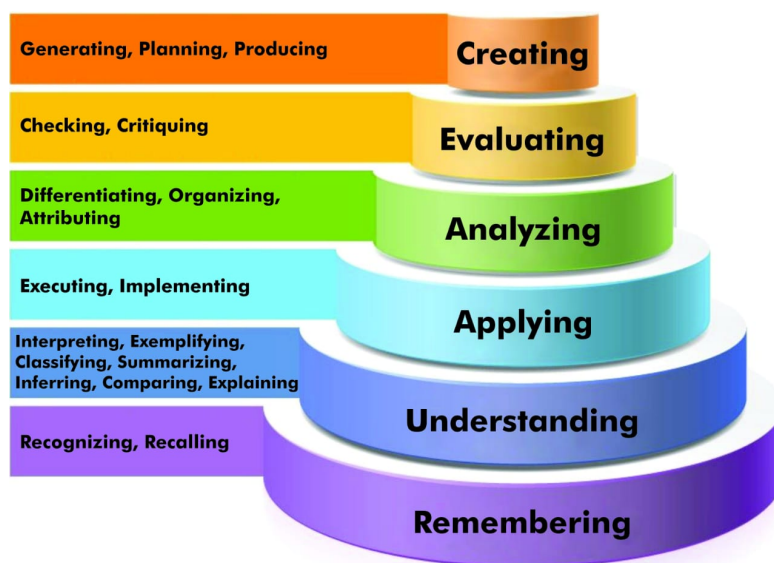 Generating, Planning, Producing
Creating
Checking, Critiquing
Evaluating
Differentiating, Organizing,
Attributing
Analyzing
Executing, Implementing
Applying
Interpreting, Exemplifying,
Classifying, Summarizing,
Inferring, Comparing, Explaining
Understanding
Recognizing, Recalling
Remembering